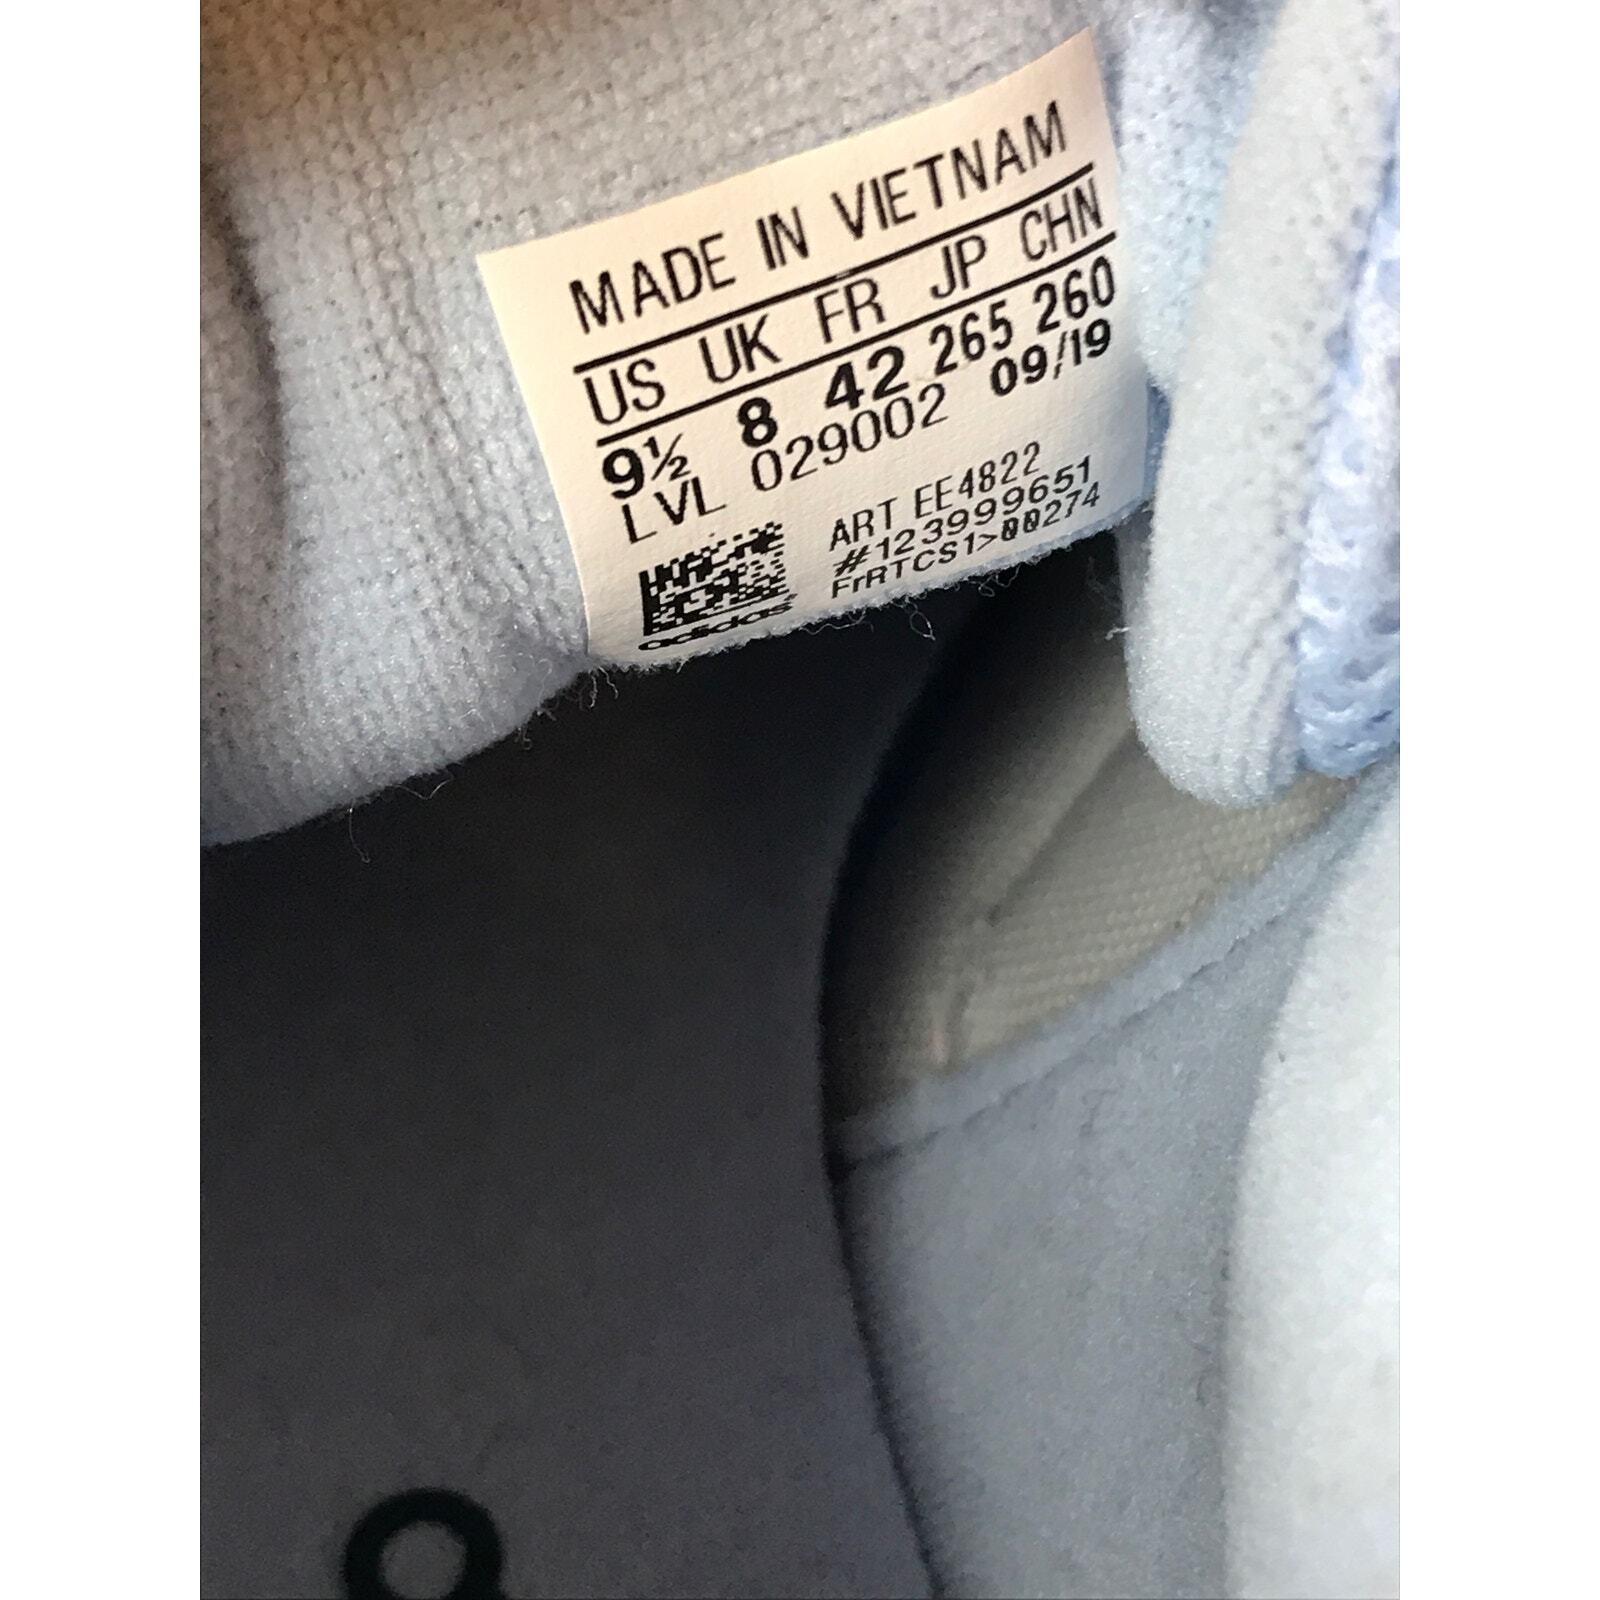 MADE IN VIETNAM
US UK FR JP CHN
9½ 8 42 265 260
LVL 029002 09/19
ART EE4822
#123999651
FrRTCS1>00274
adidas